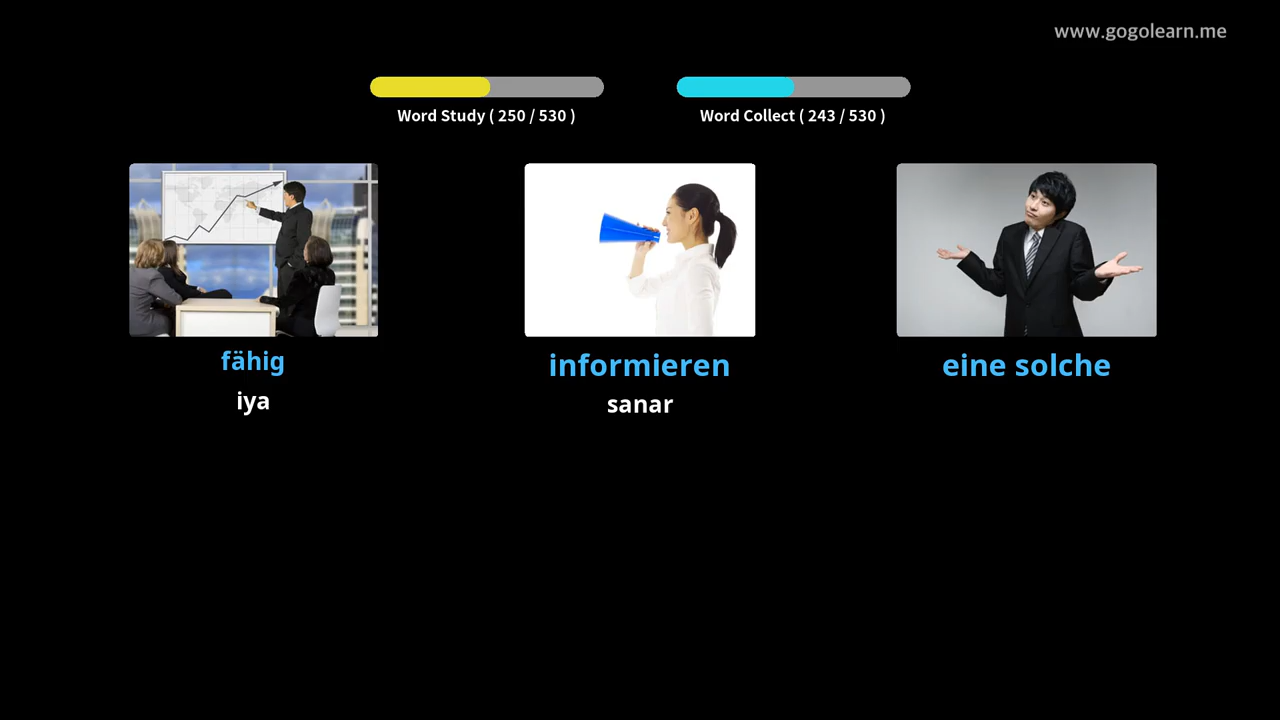 www.gogolearn.me
Word Study ( 250 / 530 )
Word Collect ( 243 / 530 )
fähig
iya
informieren
sanar
eine solche